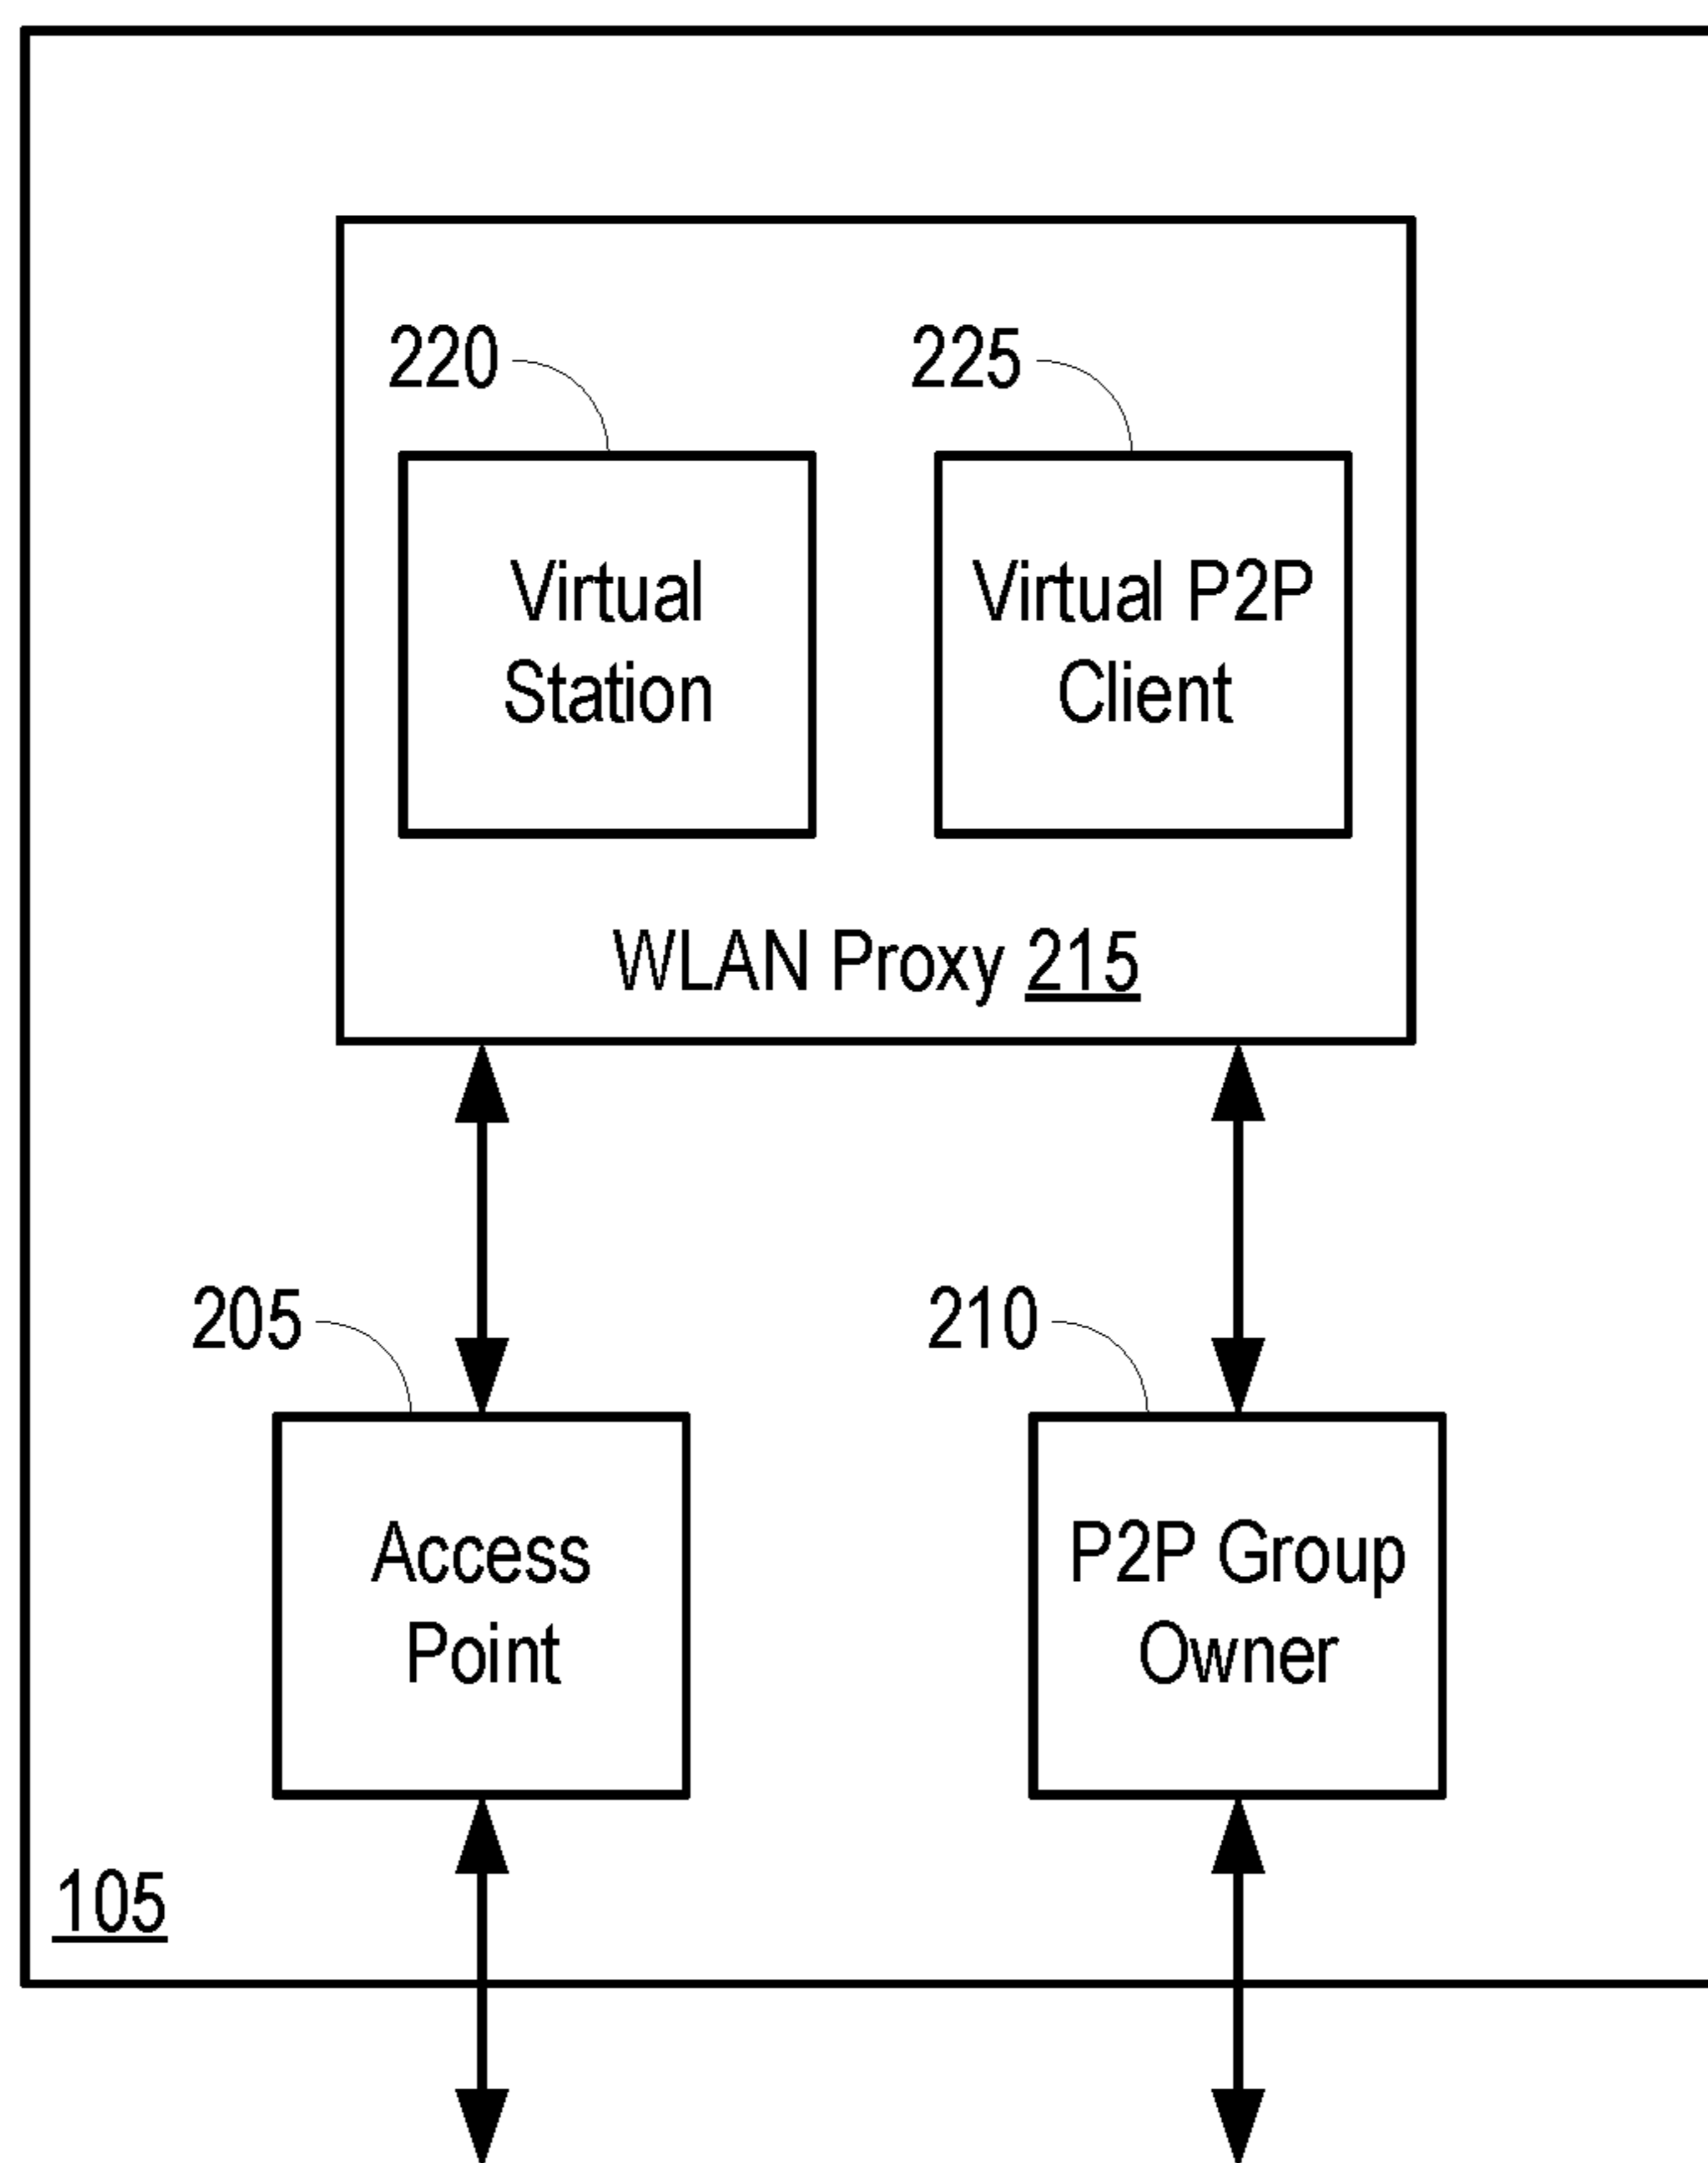 220
225
Virtual
Station
Virtual P2P
Client
WLAN Proxy 215
205
210
Access
Point
P2P Group
Owner
105